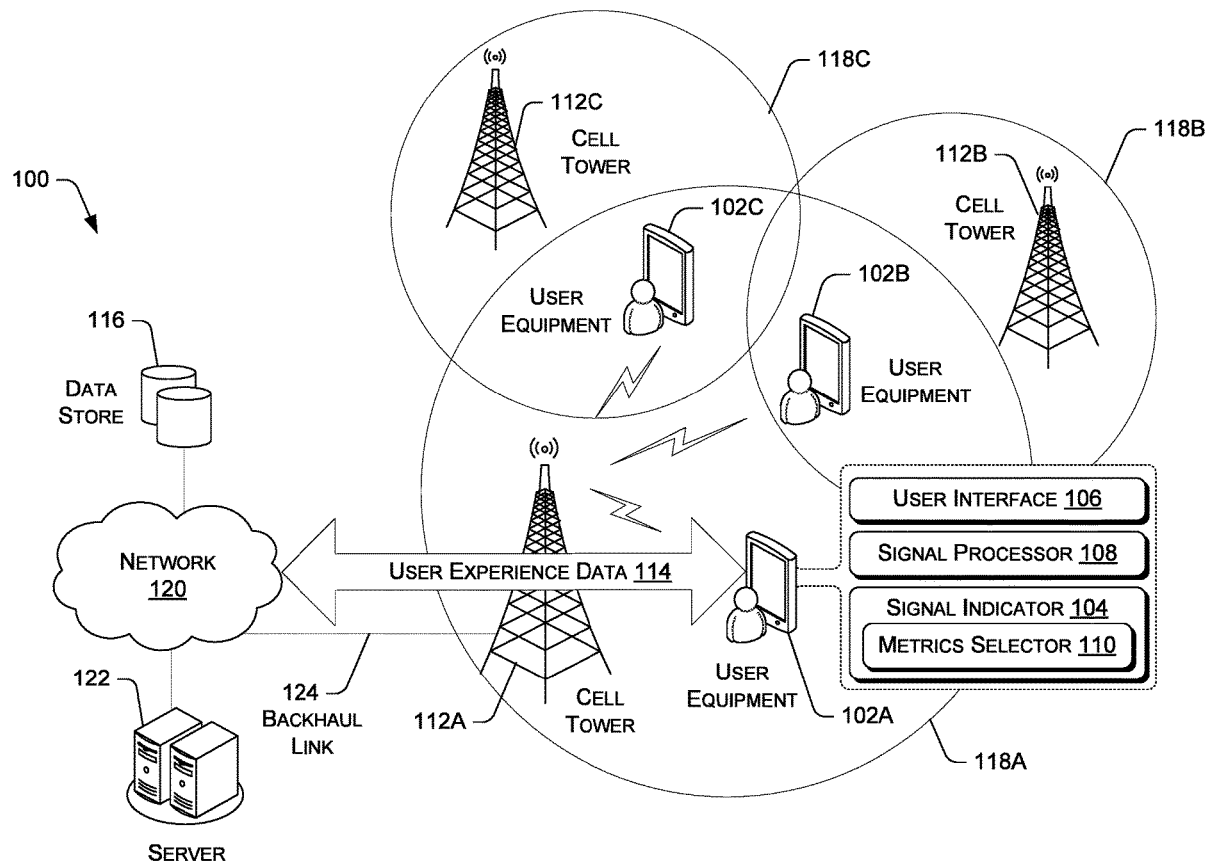 118C
112C
CELL
TOWER
118B
112B
CELL
TOWER
100
102C
USER
EQUIPMENT
102B
USER
EQUIPMENT
116
DATA
STORE
USER INTERFACE 106
SIGNAL PROCESSOR 108
SIGNAL INDICATOR 104
METRICS SELECTOR 110
NETWORK
120
USER EXPERIENCE DATA 114
USER
EQUIPMENT
102A
122
124
BACKHAUL
LINK
112A
CELL
TOWER
118A
SERVER